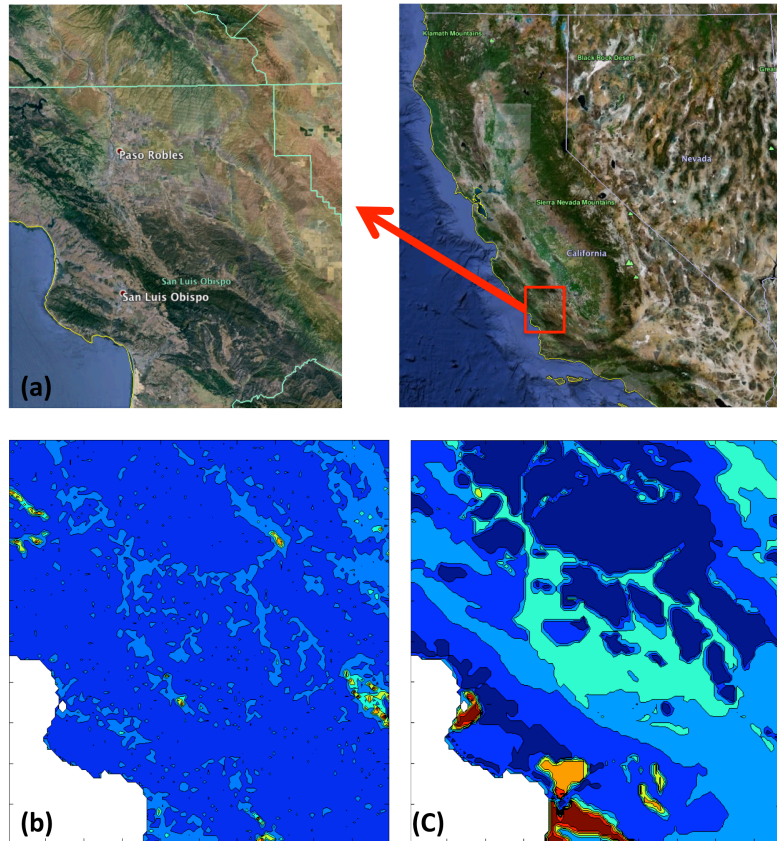 Paso Robles
San Luis Obispo
San Luis Obispo
(a)
Klamath Mountains
Black Rock Desert
Nevada
Sierra Nevada Mountains
California
(b)
(C)